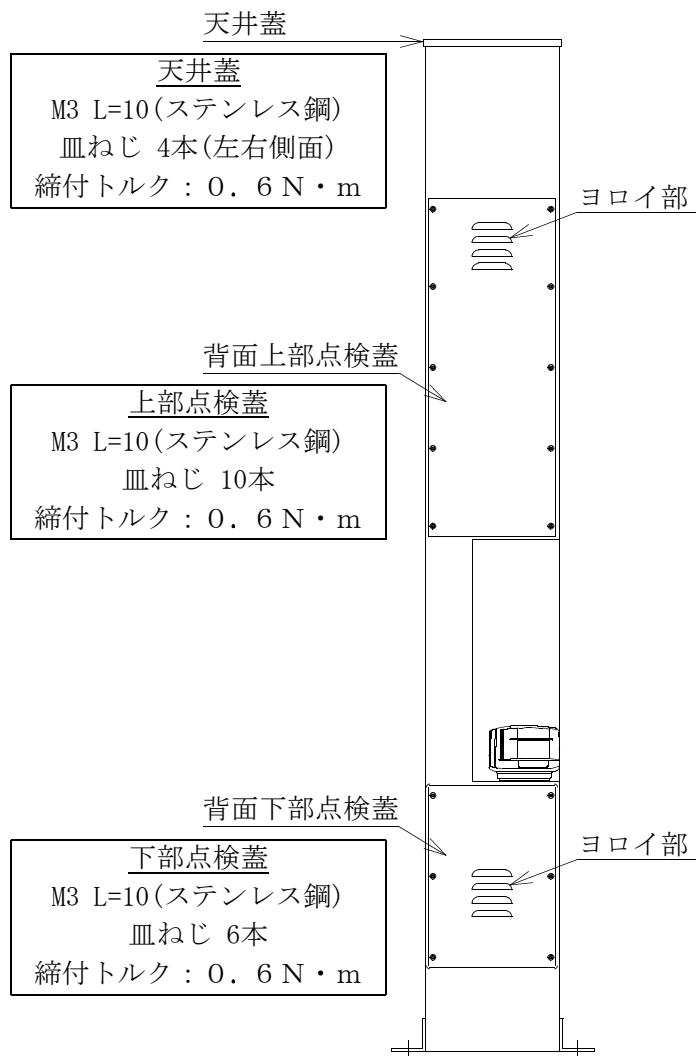 天井蓋
天井蓋
M3 L=10(ステンレス鋼)
皿ねじ 4本(左右側面)
締付トルク：０．６Ｎ・ｍ
ヨロイ部
背面上部点検蓋
上部点検蓋
M3 L=10(ステンレス鋼)
皿ねじ 10本
締付トルク：０．６Ｎ・ｍ
背面下部点検蓋
ヨロイ部
下部点検蓋
M3 L=10(ステンレス鋼)
皿ねじ 6本
締付トルク：０．６Ｎ・ｍ